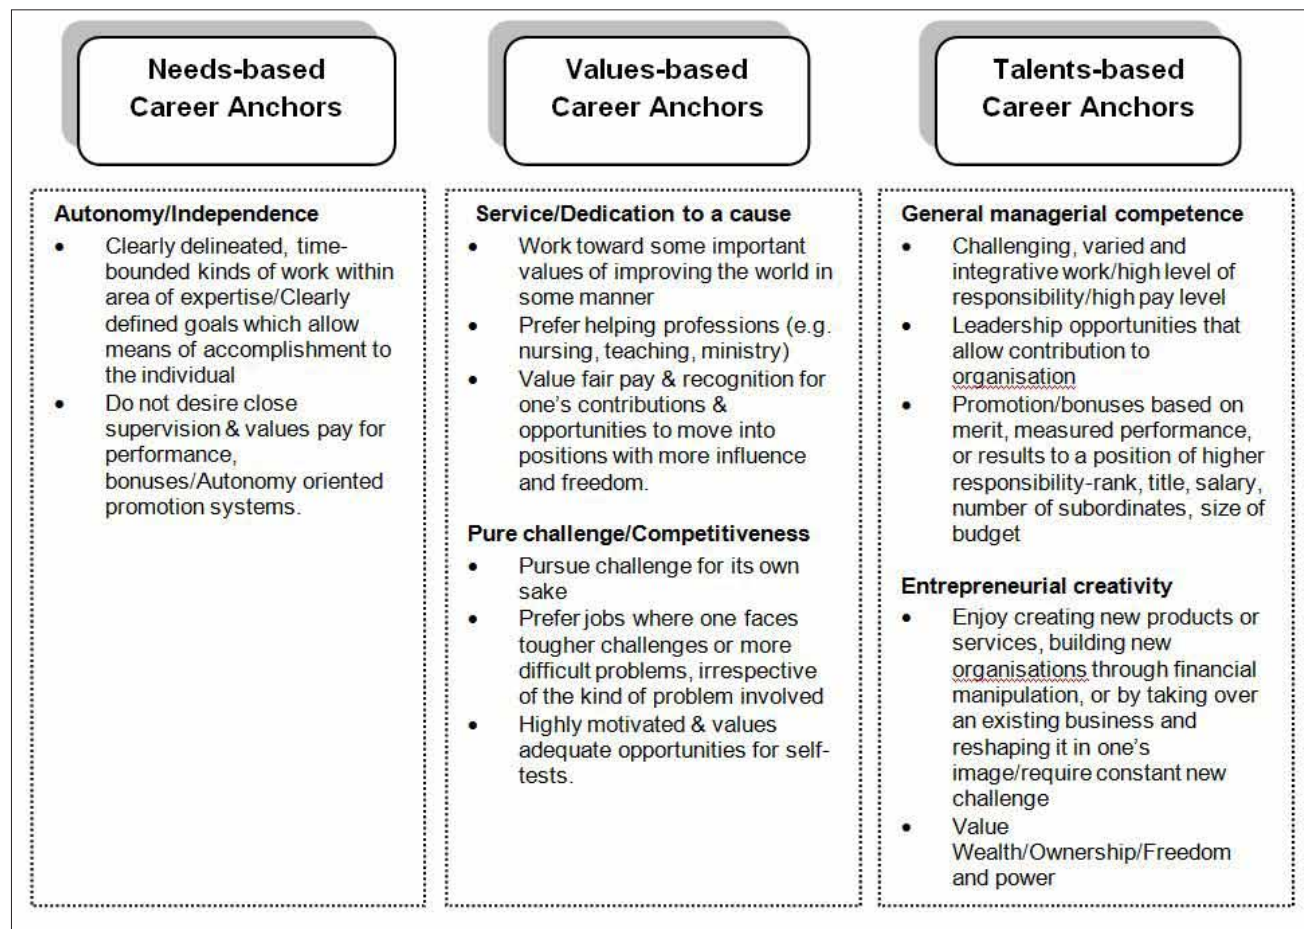 Needs-based
Career Anchors
Values-based
Career Anchors
Talents-based
Career Anchors
Autonomy/Independence
• Clearly delineated, time-
bounded kinds of work within
area of expertise/Clearly
defined goals which allow
means of accomplishment to
the individual
• Do not desire close
supervision & values pay for
performance,
bonuses/Autonomy oriented
promotion systems.
Service/Dedication to a cause
• Work toward some important
values of improving the world in
some manner
• Prefer helping professions (e.g.
nursing, teaching, ministry)
• Value fair pay & recognition for
one's contributions &
opportunities to move into
positions with more influence
and freedom.
Pure challenge/Competitiveness
• Pursue challenge for its own
sake
• Prefer jobs where one faces
tougher challenges or more
difficult problems, irrespective
of the kind of problem involved
• Highly motivated & values
adequate opportunities for self-
tests.
General managerial competence
• Challenging, varied and
integrative work/high level of
responsibility/high pay level
• Leadership opportunities that
allow contribution to
organisation
• Promotion/bonuses based on
merit, measured performance,
or results to a position of higher
responsibility-rank, title, salary,
number of subordinates, size of
budget
Entrepreneurial creativity
• Enjoy creating new products or
services, building new
organisations through financial
manipulation, or by taking over
an existing business and
reshaping it in one's
image/require constant new
challenge
• Value
Wealth/Ownership/Freedom
and power